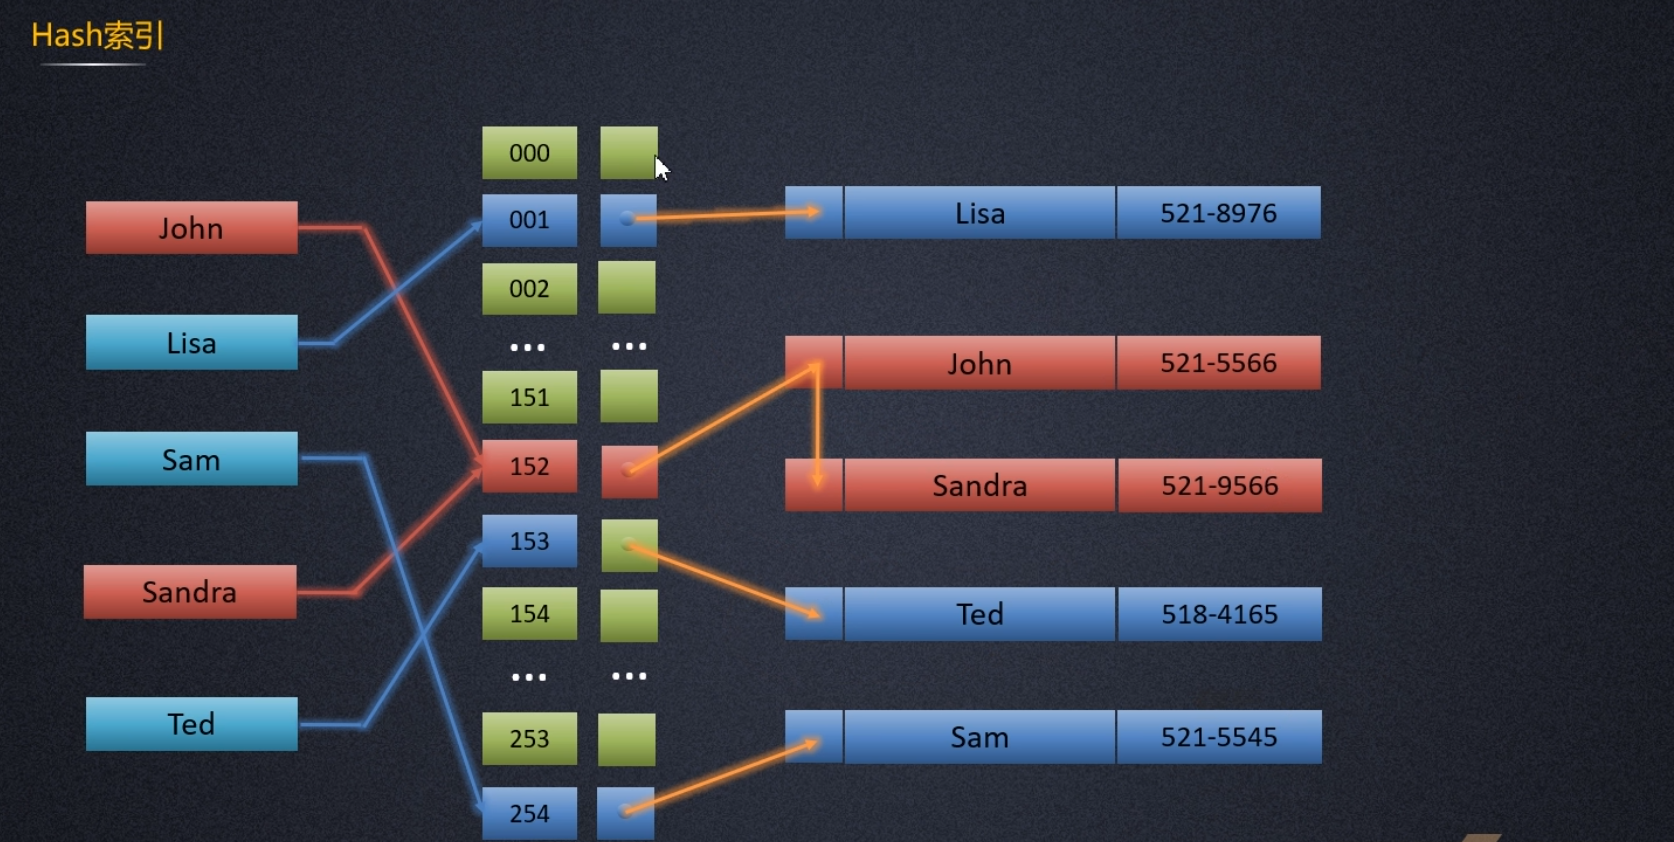 Hash索引
John
Lisa
Sam
Sandra
Ted
000
001
002
...
...
151
152
153
154
...
...
253
254
Lisa 521-8976
John 521-5566
Sandra 521-9566
Ted 518-4165
Sam 521-5545